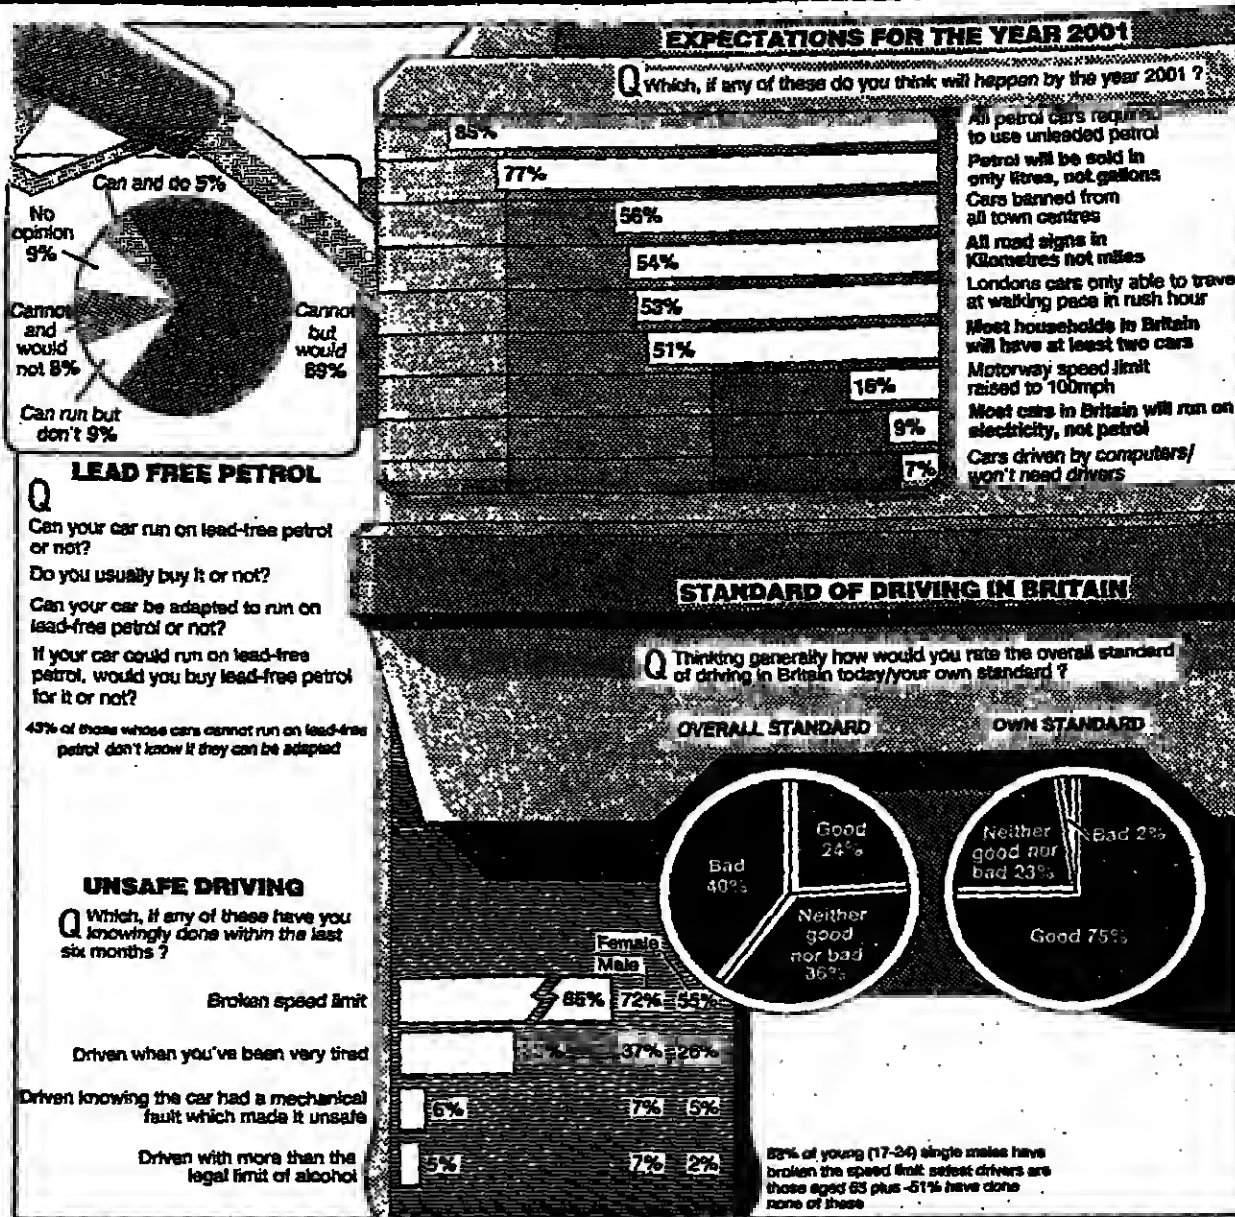 EXPECTATIONS FOR THE YEAR 2001
Q Which, if any of these do you think will happen by the year 2001 ?
85% All petrol cars required
to use unleaded petrol
77% Petrol will be sold in
only litres, not gallons
56% Cars banned from
all town centres
54% All road signs in
Kilometres not miles
53% Londons cars only able to travel
at walking pace in rush hour
51% Most households in Britain
will have at least two cars
16% Motorway speed limit
raised to 100mph
9% Most cars in Britain will run on
electricity, not petrol
7% Cars driven by computers/
won't need drivers
Can and do 5%
No
opinion
9%
Cannot
and
would
not 8%
Can run but
don't 9%
Cannot
but
would
69%
LEAD FREE PETROL
Q
Can your car run on lead-free petrol
or not?
Do you usually buy it or not?
Can your car be adapted to run on
lead-free petrol or not?
If your car could run on lead-free
petrol, would you buy lead-free petrol
for it or not?
43% of those whose cars cannot run on lead-free
petrol don't know if they can be adapted
STANDARD OF DRIVING IN BRITAIN
Q Thinking generally how would you rate the overall standard
of driving in Britain today/your own standard ?
OVERALL STANDARD
Good
24%
Bad
40%
Neither
good
nor bad
36%
OWN STANDARD
Neither
good nor
bad 23%
Bad 2%
Good 75%
UNSAFE DRIVING
Q Which, if any of these have you
knowingly done within the last
six months ?
Female
Male
Broken speed limit 65% 72% 55%
Driven when you've been very tired 37% 26%
Driven knowing the car had a mechanical
fault which made it unsafe 6% 7% 5%
Driven with more than the
legal limit of alcohol 5% 7% 2%
of young (17-24) single males have
broken the speed limit safest drivers are
those aged plus -51% have done
none of these